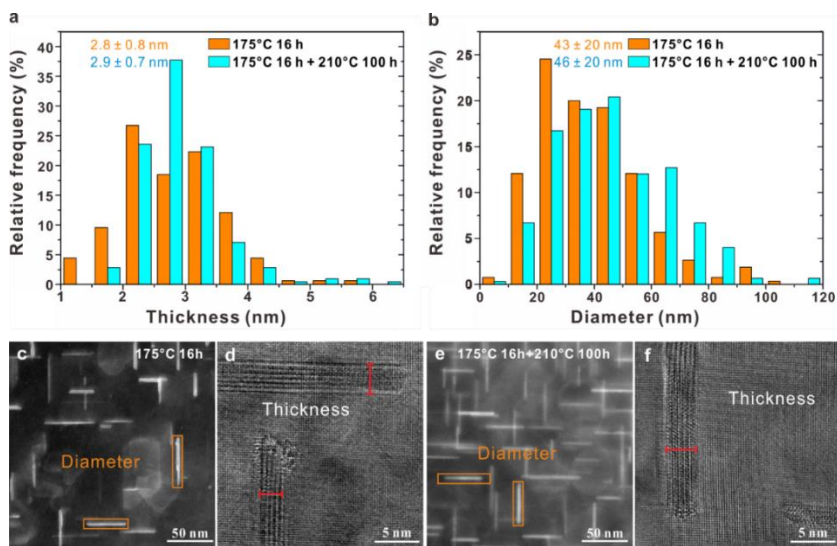 a
2.8 ± 0.8 nm
2.9 ± 0.7 nm
175°C 16 h
175°C 16 h + 210°C 100 h
Relative frequency (%)
40
35
30
25
20
15
10
5
0
1 2 3 4 5 6
Thickness (nm)
b
43 ± 20 nm
46 ± 20 nm
175°C 16 h
175°C 16 h + 210°C 100 h
Relative frequency (%)
25
20
15
10
5
0
0 20 40 60 80 100 120
Diameter (nm)
c 175°C 16h
Diameter
50 nm
d
Thickness
5 nm
e 175°C 16h+210°C 100h
Diameter
50 nm
f
Thickness
5 nm